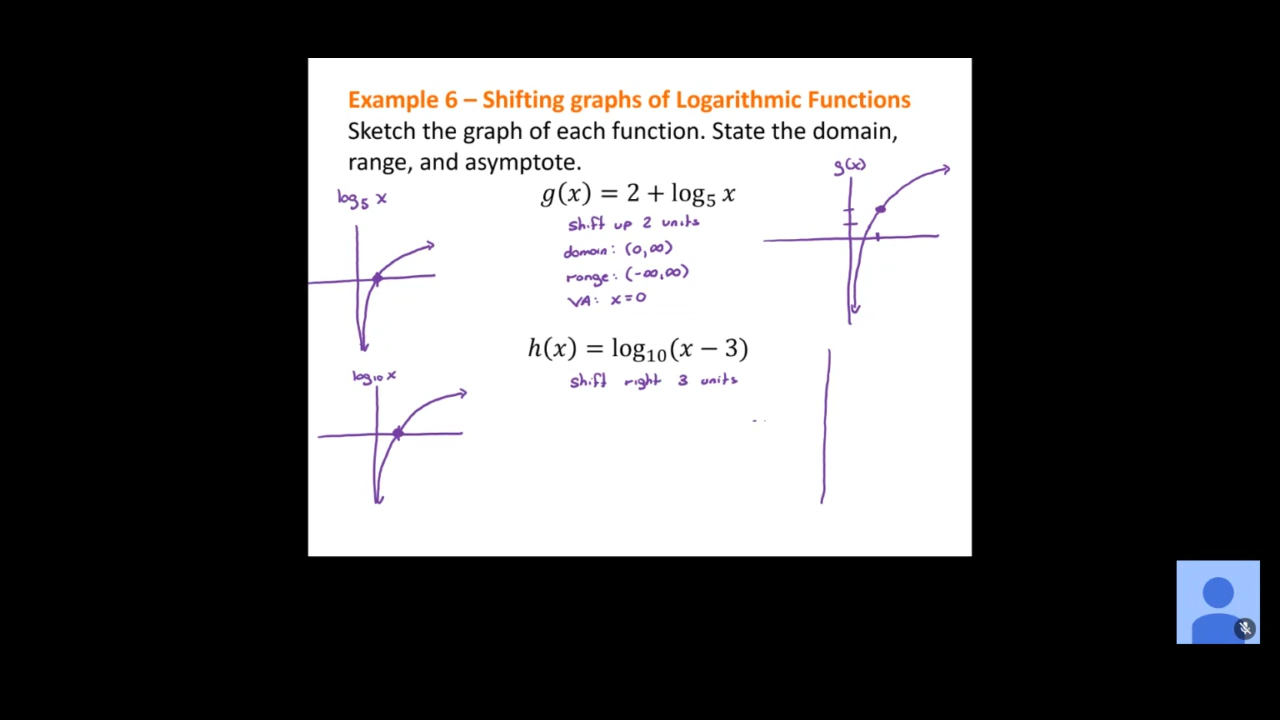 Example 6 – Shifting graphs of Logarithmic Functions
Sketch the graph of each function. State the domain,
range, and asymptote.
g(x)
log₅ x
g(x) = 2 + log₅ x
shift up 2 units
domain: (0,∞)
range: (-∞,∞)
VA: x=0
h(x) = log₁₀(x − 3)
log₁₀ x
shift right 3 units